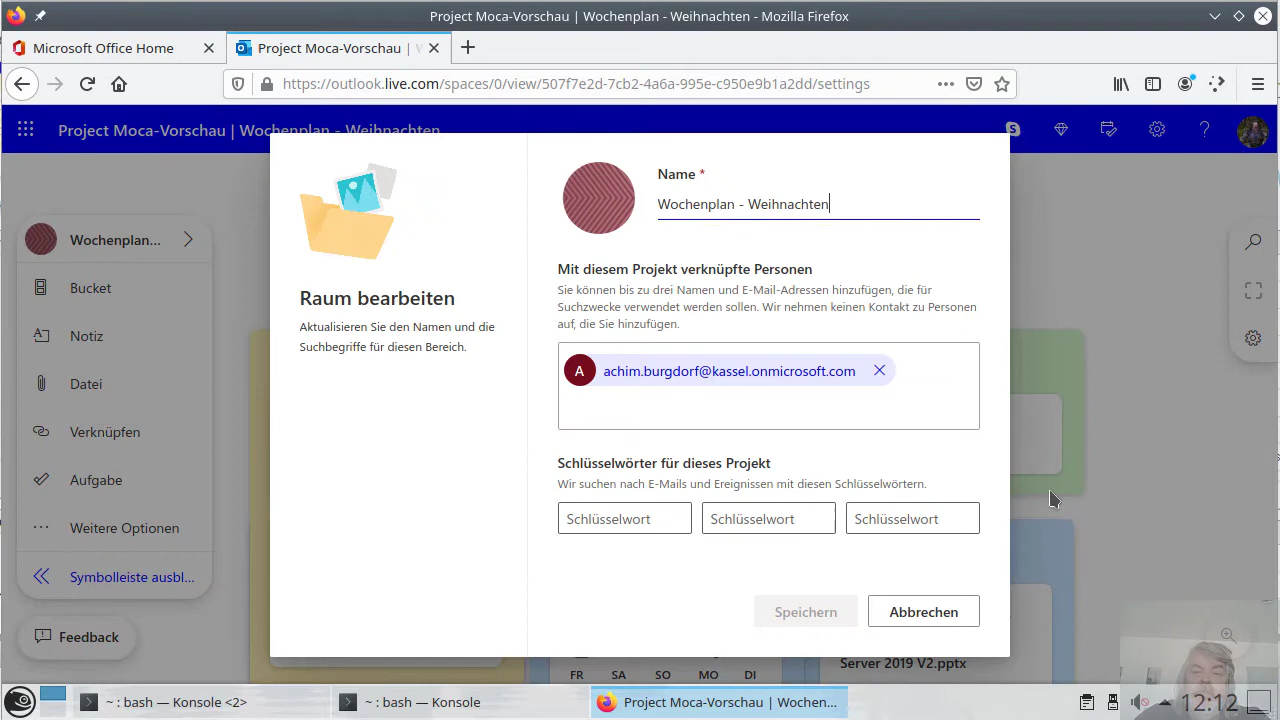 Project Moca-Vorschau | Wochenplan - Weihnachten - Mozilla Firefox
Microsoft Office Home
Project Moca-Vorschau |
https://outlook.live.com/spaces/0/view/507f7e2d-7cb2-4a6a-995e-c950e9b1a2dd/settings
Project Moca-Vorschau | Wochenplan - Weihnachten
Wochenplan...
Bucket
Notiz
Datei
Verknüpfen
Aufgabe
Weitere Optionen
Symbolleiste ausbl...
Feedback
Raum bearbeiten
Aktualisieren Sie den Namen und die
Suchbegriffe für diesen Bereich.
Name *
Wochenplan - Weihnachten
Mit diesem Projekt verknüpfte Personen
Sie können bis zu drei Namen und E-Mail-Adressen hinzufügen, die für
Suchzwecke verwendet werden sollen. Wir nehmen keinen Kontakt zu Personen
auf, die Sie hinzufügen.
A achim.burgdorf@kassel.onmicrosoft.com
Schlüsselwörter für dieses Projekt
Wir suchen nach E-Mails und Ereignissen mit diesen Schlüsselwörtern.
Schlüsselwort Schlüsselwort Schlüsselwort
Speichern Abbrechen
FR SA SO MO DI
Server 2019 V2.pptx
~ : bash — Konsole <2>
~ : bash — Konsole
Project Moca-Vorschau | Wochen...
12:12